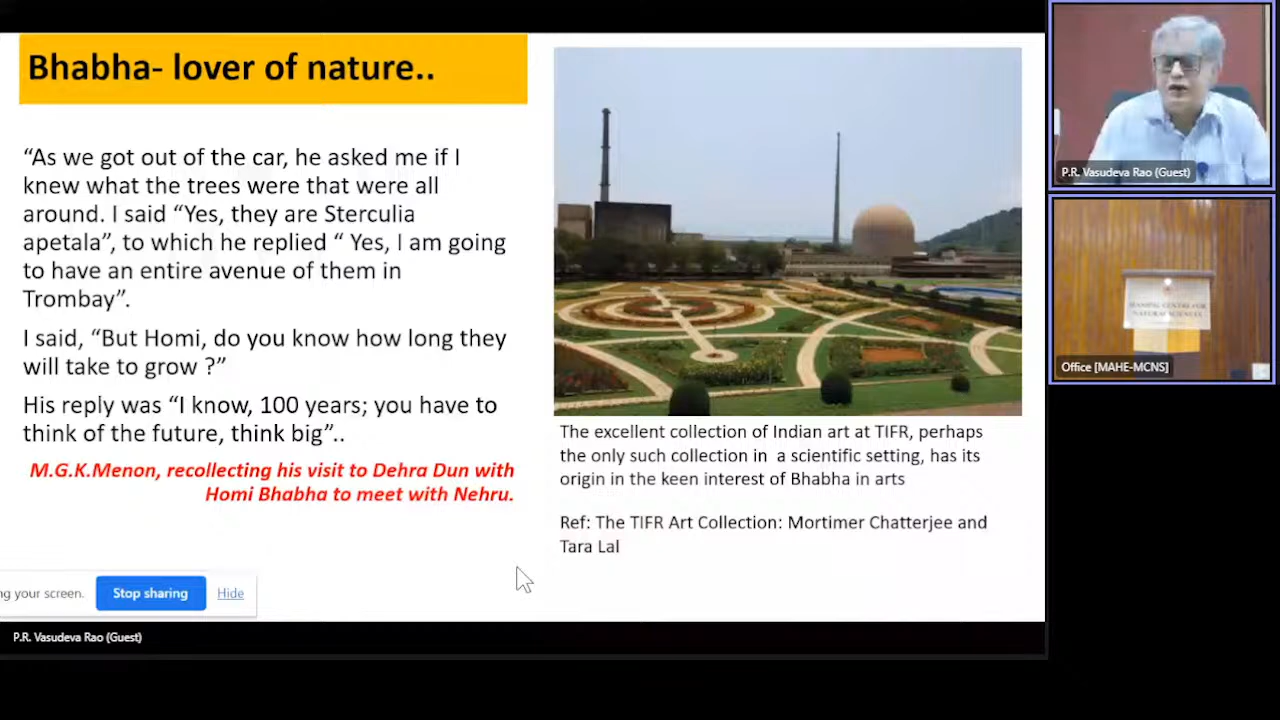 Bhabha- lover of nature..
“As we got out of the car, he asked me if I
knew what the trees were that were all
around. I said “Yes, they are Sterculia
apetala”, to which he replied “ Yes, I am going
to have an entire avenue of them in
Trombay”.
I said, “But Homi, do you know how long they
will take to grow ?”
His reply was “I know, 100 years; you have to
think of the future, think big”..
M.G.K.Menon, recollecting his visit to Dehra Dun with
Homi Bhabha to meet with Nehru.
The excellent collection of Indian art at TIFR, perhaps
the only such collection in a scientific setting, has its
origin in the keen interest of Bhabha in arts
Ref: The TIFR Art Collection: Mortimer Chatterjee and
Tara Lal
ng your screen.
Stop sharing
Hide
P.R. Vasudeva Rao (Guest)
P.R. Vasudeva Rao (Guest)
MANIPAL CENTRE FOR
NATURAL SCIENCES
Office [MAHE-MCNS]